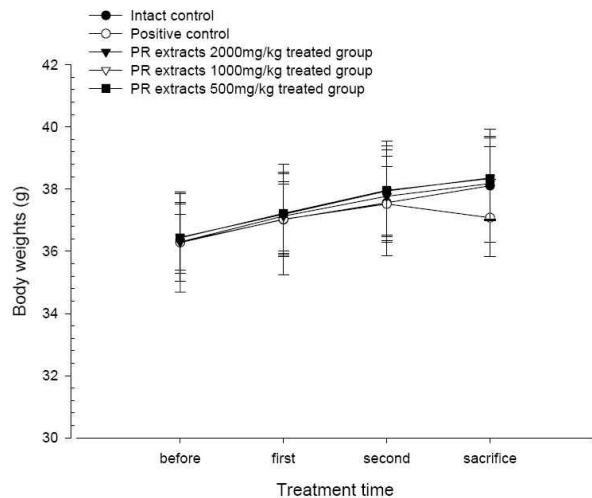 Intact control
Positive control
PR extracts 2000mg/kg treated group
PR extracts 1000mg/kg treated group
PR extracts 500mg/kg treated group
42
40
38
36
34
32
30
Body weights (g)
before first second sacrifice
Treatment time